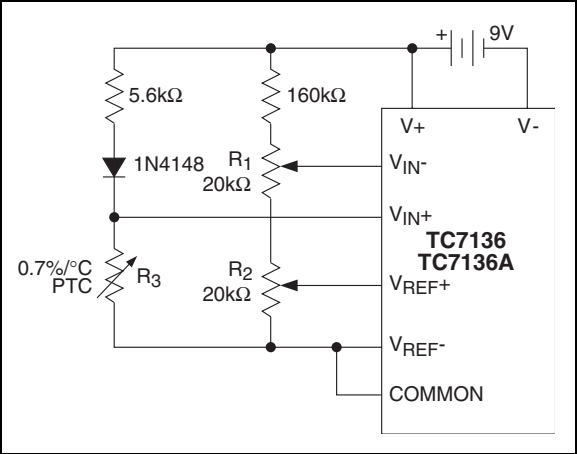 + 9V
5.6kΩ
160kΩ
V+ V-
1N4148
R1
20kΩ
VIN-
VIN+
TC7136
TC7136A
0.7%/°C
PTC
R3
R2
20kΩ
VREF+
VREF-
COMMON